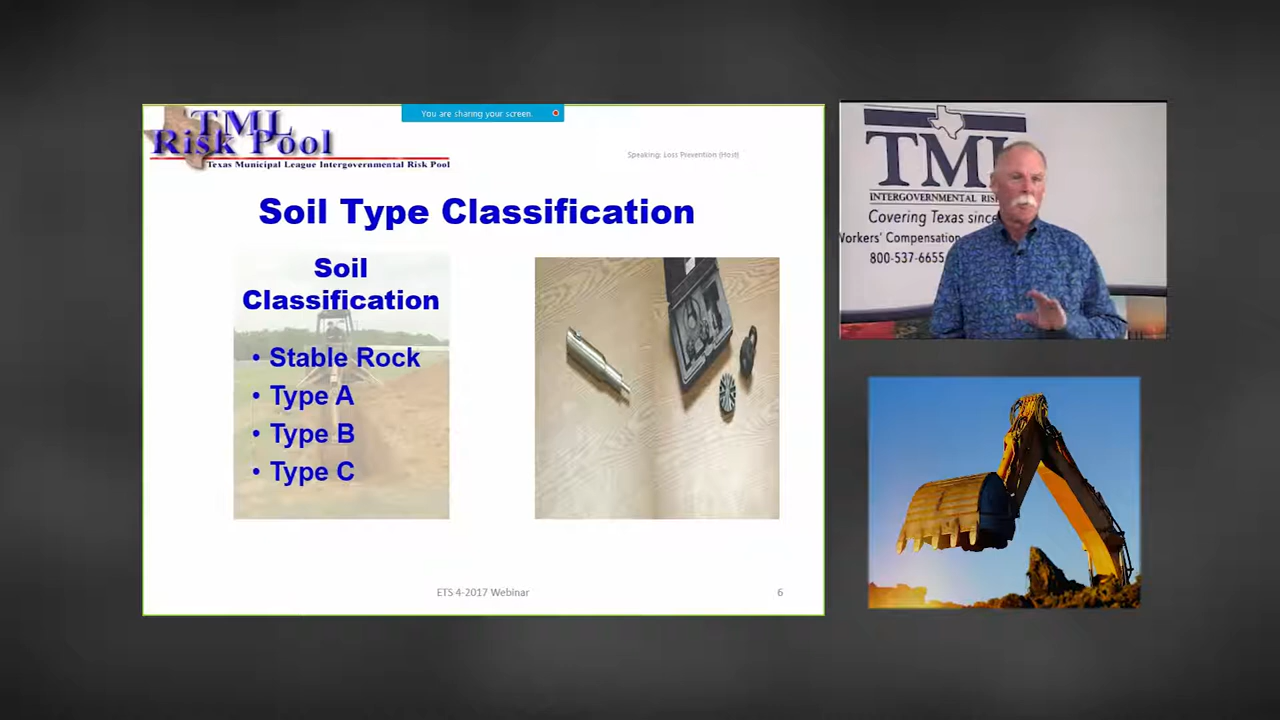 TML
Risk Pool
Texas Municipal League Intergovernmental Risk Pool
You are sharing your screen.
Speaking: Loss Prevention (Host)
Soil Type Classification
Soil
Classification
• Stable Rock
• Type A
• Type B
• Type C
ETS 4-2017 Webinar
6
TML
INTERGOVERNMENTAL
Covering Texas since
Workers' Compensation
800-537-6655